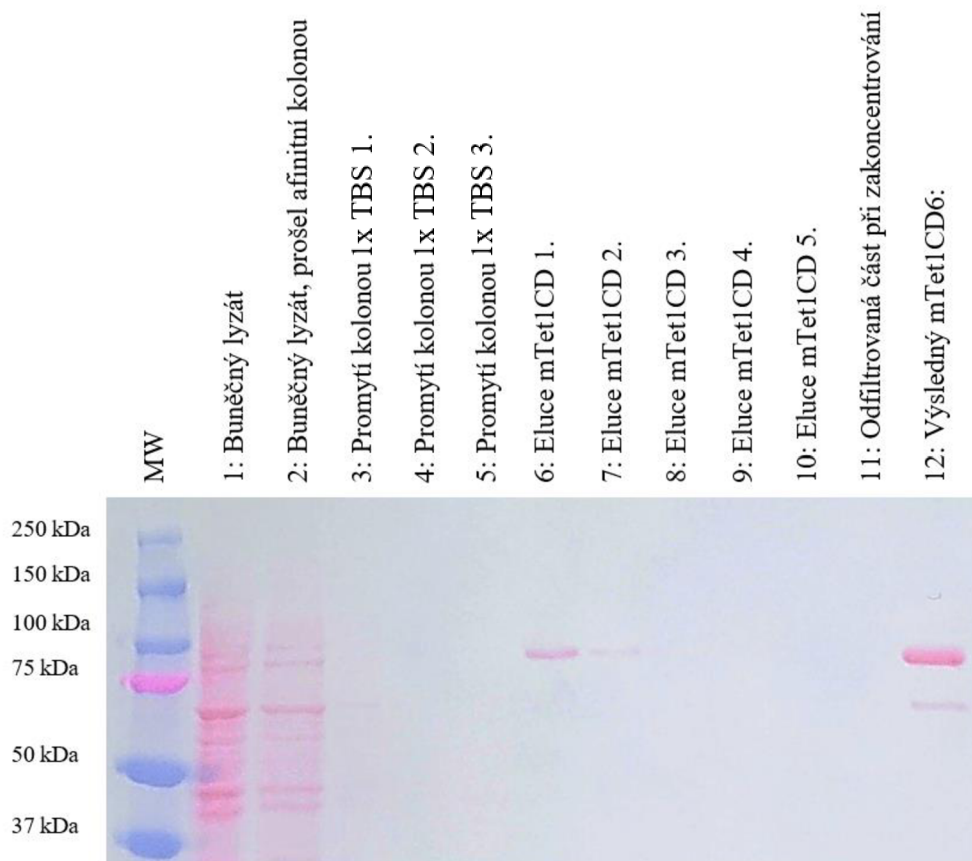 MW
1: Buněčný lyzát
2: Buněčný lyzát, prošel afinitní kolonou
3: Promytí kolonou 1x TBS 1.
4: Promytí kolonou 1x TBS 2.
5: Promytí kolonou 1x TBS 3.
6: Eluce mTet1CD 1.
7: Eluce mTet1CD 2.
8: Eluce mTet1CD 3.
9: Eluce mTet1CD 4.
10: Eluce mTet1CD 5.
11: Odfiltrovaná část při zakoncentrování
12: Výsledný mTet1CD6:
250 kDa
150 kDa
100 kDa
75 kDa
50 kDa
37 kDa